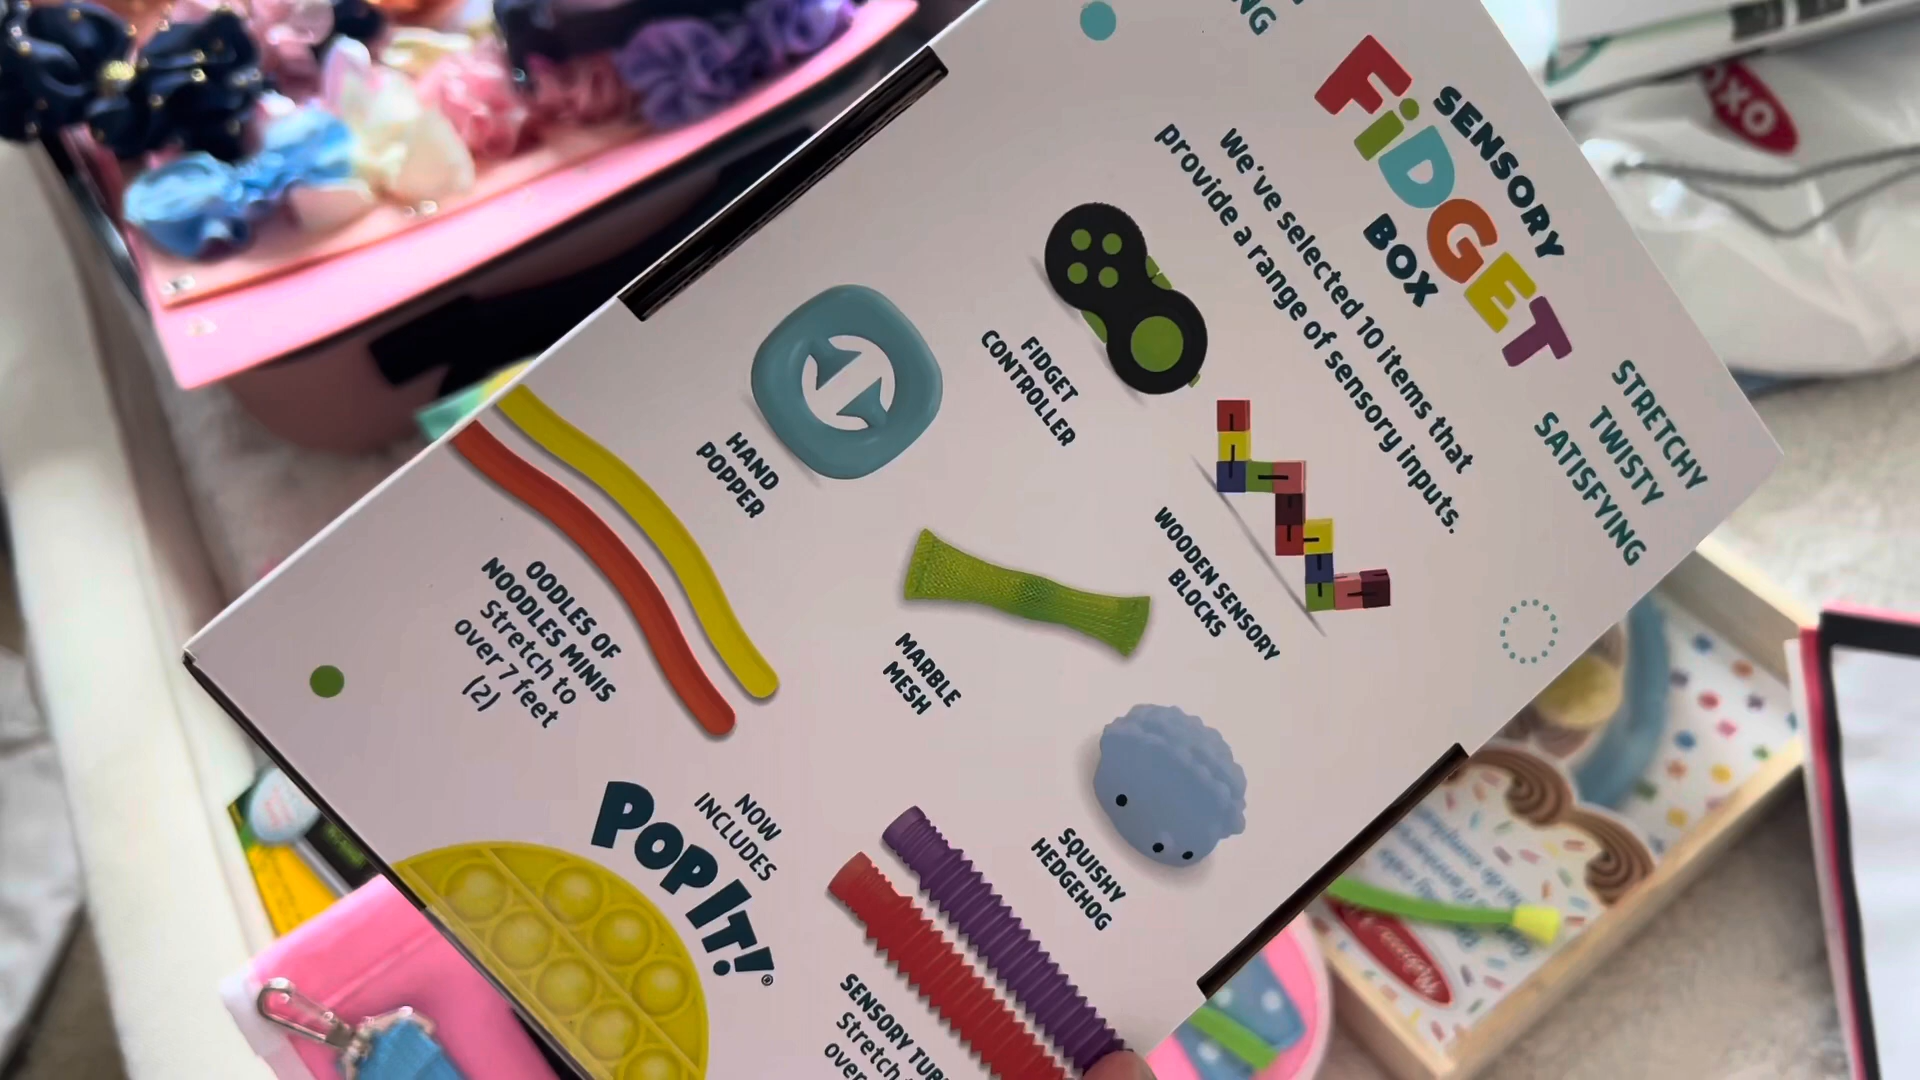 SENSORY
FiDGET
BOX
We've selected 10 items that
provide a range of sensory inputs.
STRETCHY
TWISTY
SATISFYING
FIDGET
CONTROLLER
HAND
POPPER
WOODEN SENSORY
BLOCKS
OODLES OF
NOODLES MINIS
Stretch to
over 7 feet
(2)
MARBLE
MESH
SQUISHY
HEDGEHOG
NOW
INCLUDES
POP IT!®
SENSORY
Stretch
over
OXO